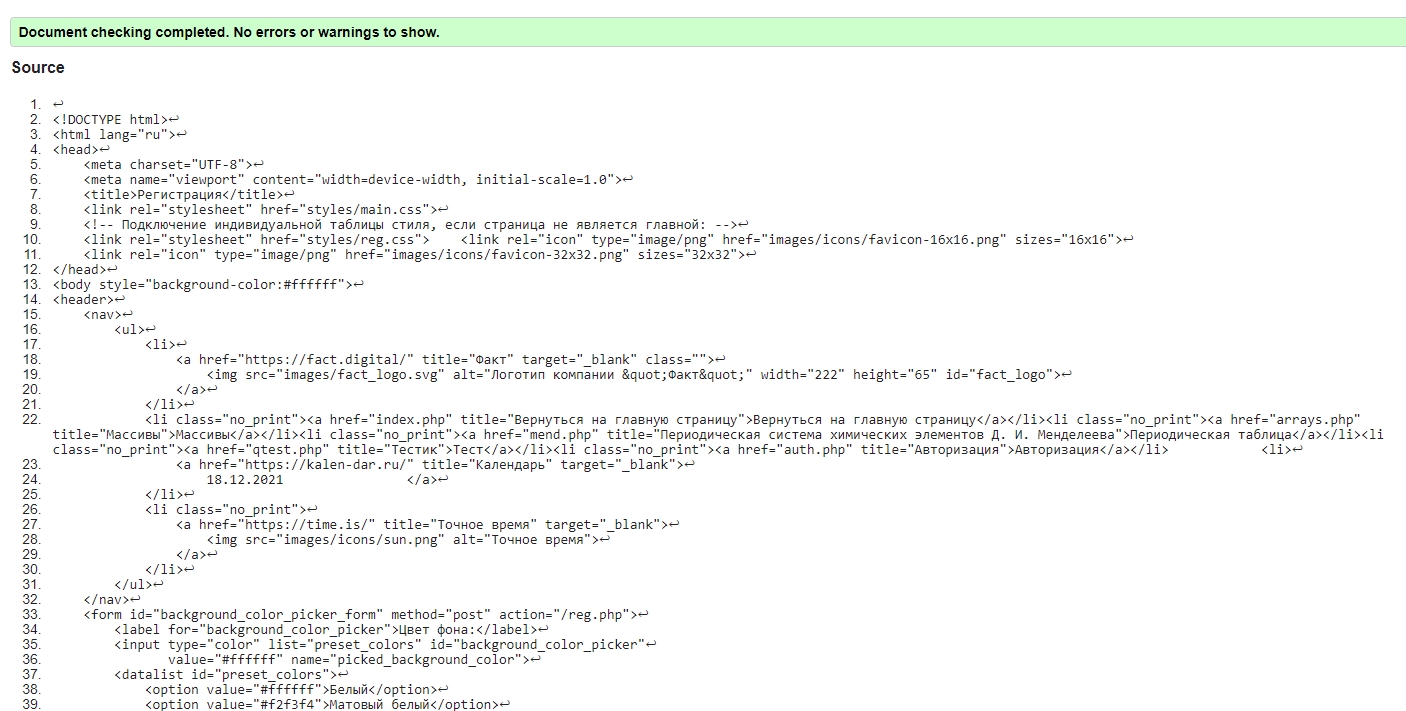 Document checking completed. No errors or warnings to show.
Source
1. ↩
2. <!DOCTYPE html>↩
3. <html lang="ru">↩
4. <head>↩
5.     <meta charset="UTF-8">↩
6.     <meta name="viewport" content="width=device-width, initial-scale=1.0">↩
7.     <title>Регистрация</title>↩
8.     <link rel="stylesheet" href="styles/main.css">↩
9.     <!-- Подключение индивидуальной таблицы стиля, если страница не является главной: -->↩
10.     <link rel="stylesheet" href="styles/reg.css">    <link rel="icon" type="image/png" href="images/icons/favicon-16x16.png" sizes="16x16">↩
11.     <link rel="icon" type="image/png" href="images/icons/favicon-32x32.png" sizes="32x32">↩
12. </head>↩
13. <body style="background-color:#ffffff">↩
14. <header>↩
15.     <nav>↩
16.         <ul>↩
17.             <li>↩
18.                 <a href="https://fact.digital/" title="Факт" target="_blank" class="">↩
19.                     <img src="images/fact_logo.svg" alt="Логотип компании &quot;Факт&quot;" width="222" height="65" id="fact_logo">↩
20.                 </a>↩
21.             </li>↩
22.             <li class="no_print"><a href="index.php" title="Вернуться на главную страницу">Вернуться на главную страницу</a></li><li class="no_print"><a href="arrays.php"
title="Массивы">Массивы</a></li><li class="no_print"><a href="mend.php" title="Периодическая система химических элементов Д. И. Менделеева">Периодическая таблица</a></li><li
class="no_print"><a href="qtest.php" title="Тестик">Тест</a></li><li class="no_print"><a href="auth.php" title="Авторизация">Авторизация</a></li>            <li>↩
23.                 <a href="https://kalen-dar.ru/" title="Календарь" target="_blank">↩
24.                     18.12.2021                </a>↩
25.             </li>↩
26.             <li class="no_print">↩
27.                 <a href="https://time.is/" title="Точное время" target="_blank">↩
28.                     <img src="images/icons/sun.png" alt="Точное время">↩
29.                 </a>↩
30.             </li>↩
31.         </ul>↩
32.     </nav>↩
33.     <form id="background_color_picker_form" method="post" action="/reg.php">↩
34.         <label for="background_color_picker">Цвет фона:</label>↩
35.         <input type="color" list="preset_colors" id="background_color_picker"↩
36.                value="#ffffff" name="picked_background_color">↩
37.         <datalist id="preset_colors">↩
38.             <option value="#ffffff">Белый</option>↩
39.             <option value="#f2f3f4">Матовый белый</option>↩